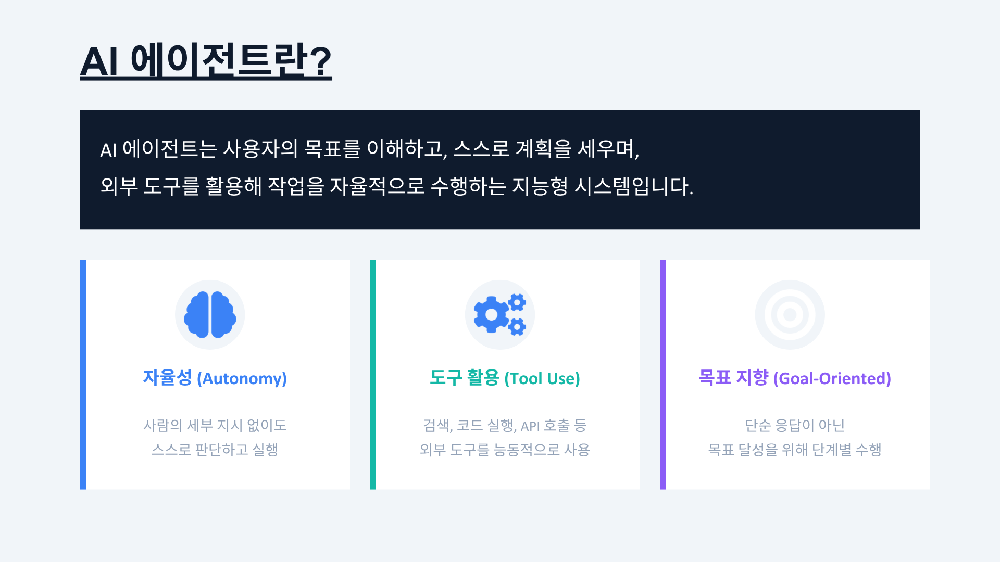 AI 에이전트란?
AI 에이전트는 사용자의 목표를 이해하고, 스스로 계획을 세우며,
외부 도구를 활용해 작업을 자율적으로 수행하는 지능형 시스템입니다.
자율성 (Autonomy)
사람의 세부 지시 없이도
스스로 판단하고 실행
도구 활용 (Tool Use)
검색, 코드 실행, API 호출 등
외부 도구를 능동적으로 사용
목표 지향 (Goal-Oriented)
단순 응답이 아닌
목표 달성을 위해 단계별 수행